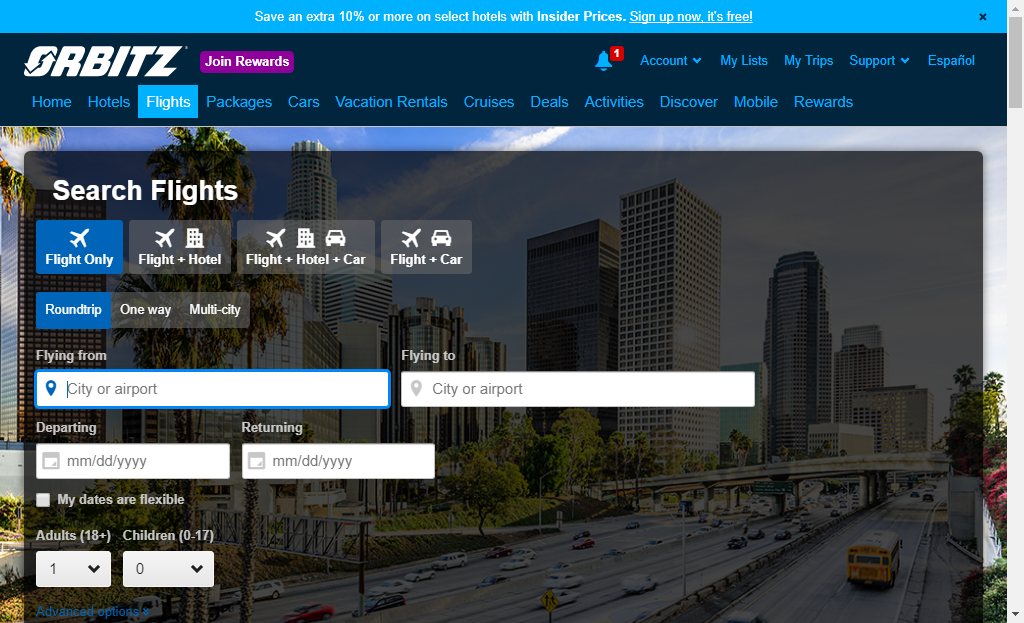 Save an extra 10% or more on select hotels with Insider Prices. Sign up now, it's free! ×
ORBITZ Join Rewards 1 Account My Lists My Trips Support Español
Home Hotels Flights Packages Cars Vacation Rentals Cruises Deals Activities Discover Mobile Rewards
Search Flights
Flight Only Flight + Hotel Flight + Hotel + Car Flight + Car
Roundtrip One way Multi-city
Flying from Flying to
City or airport City or airport
Departing Returning
mm/dd/yyyy mm/dd/yyyy
My dates are flexible
Adults (18+) Children (0-17)
1 0
Advanced options